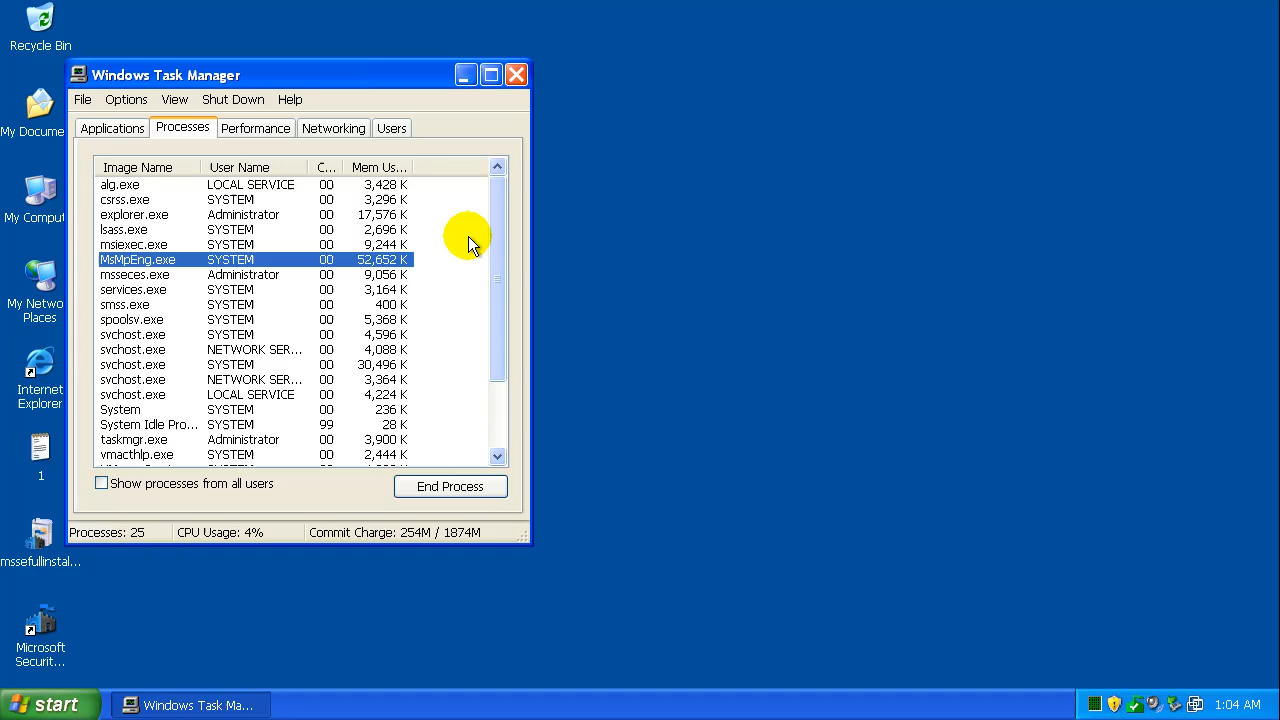 Recycle Bin
My Docume
My Comput
My Netwo
Places
Internet
Explorer
1
mssefullinstal...
Microsoft
Securit...
Windows Task Manager
File Options View Shut Down Help
Applications Processes Performance Networking Users
Image Name User Name C... Mem Us...
alg.exe LOCAL SERVICE 00 3,428 K
csrss.exe SYSTEM 00 3,296 K
explorer.exe Administrator 00 17,576 K
lsass.exe SYSTEM 00 2,696 K
msiexec.exe SYSTEM 00 9,244 K
MsMpEng.exe SYSTEM 00 52,652 K
msseces.exe Administrator 00 9,056 K
services.exe SYSTEM 00 3,164 K
smss.exe SYSTEM 00 400 K
spoolsv.exe SYSTEM 00 5,368 K
svchost.exe SYSTEM 00 4,596 K
svchost.exe NETWORK SER... 00 4,088 K
svchost.exe SYSTEM 00 30,496 K
svchost.exe NETWORK SER... 00 3,364 K
svchost.exe LOCAL SERVICE 00 4,224 K
System SYSTEM 00 236 K
System Idle Pro... SYSTEM 99 28 K
taskmgr.exe Administrator 00 3,900 K
vmacthlp.exe SYSTEM 00 2,444 K
Show processes from all users
End Process
Processes: 25 CPU Usage: 4% Commit Charge: 254M / 1874M
start
Windows Task Ma...
1:04 AM